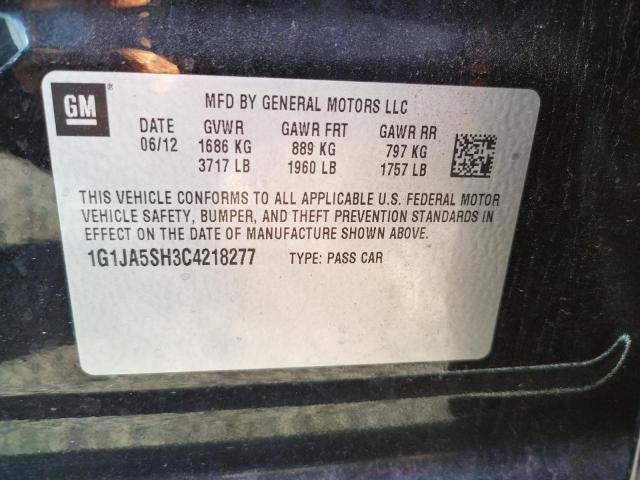 GM ®
MFD BY GENERAL MOTORS LLC
DATE GVWR GAWR FRT GAWR RR
06/12 1686 KG 889 KG 797 KG
3717 LB 1960 LB 1757 LB
THIS VEHICLE CONFORMS TO ALL APPLICABLE U.S. FEDERAL MOTOR
VEHICLE SAFETY, BUMPER, AND THEFT PREVENTION STANDARDS IN
EFFECT ON THE DATE OF MANUFACTURE SHOWN ABOVE.
1G1JA5SH3C4218277 TYPE: PASS CAR